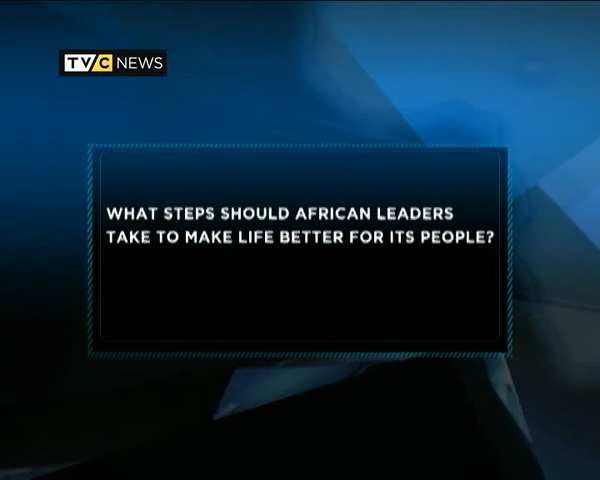 TVC NEWS
WHAT STEPS SHOULD AFRICAN LEADERS
TAKE TO MAKE LIFE BETTER FOR ITS PEOPLE?